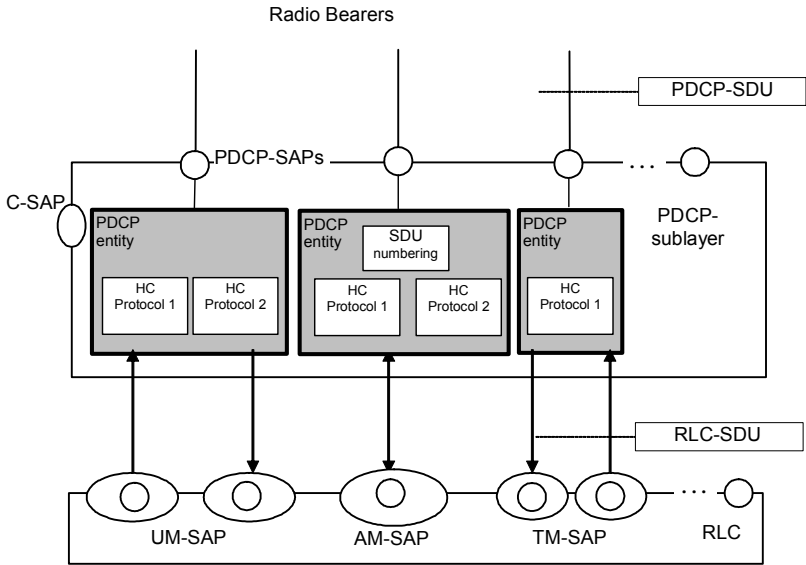 Radio Bearers
PDCP-SDU
PDCP-SAPs
...
C-SAP
PDCP
entity
HC
Protocol 1
HC
Protocol 2
PDCP
entity
SDU
numbering
HC
Protocol 1
HC
Protocol 2
PDCP
entity
HC
Protocol 1
PDCP-
sublayer
RLC-SDU
...
UM-SAP
AM-SAP
TM-SAP
RLC